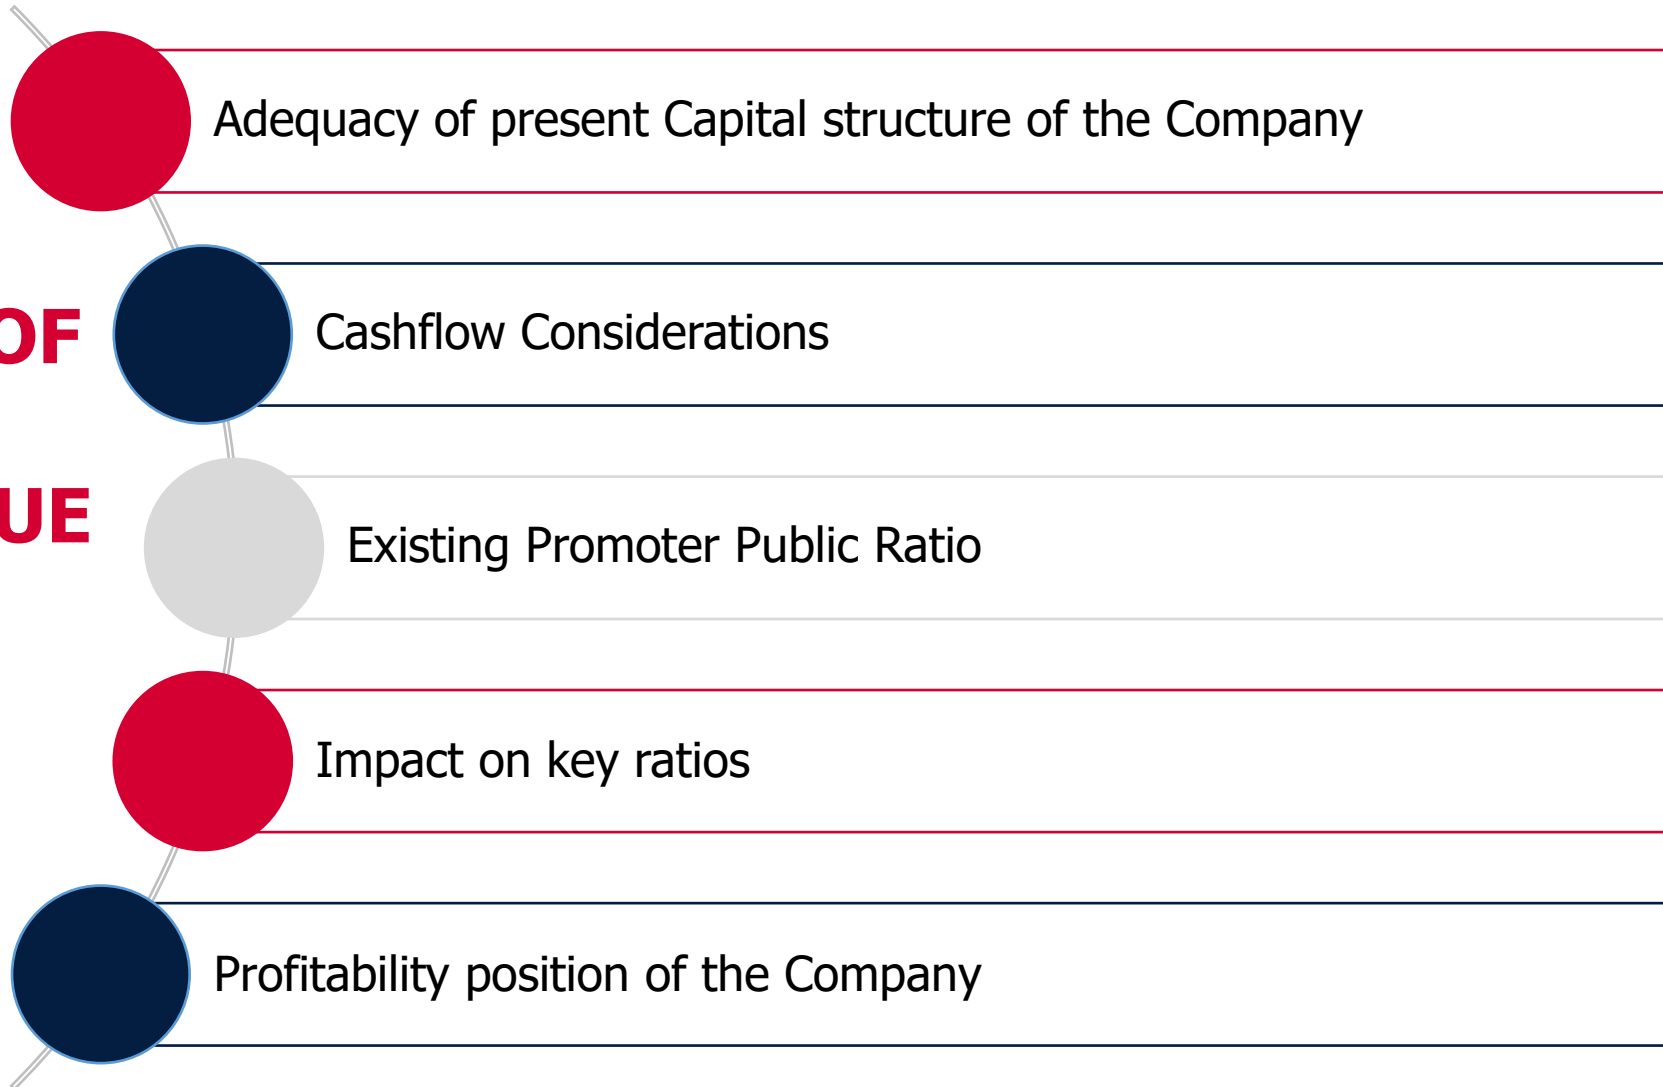 Adequacy of present Capital structure of the Company
OF
Cashflow Considerations
UE
Existing Promoter Public Ratio
Impact on key ratios
Profitability position of the Company